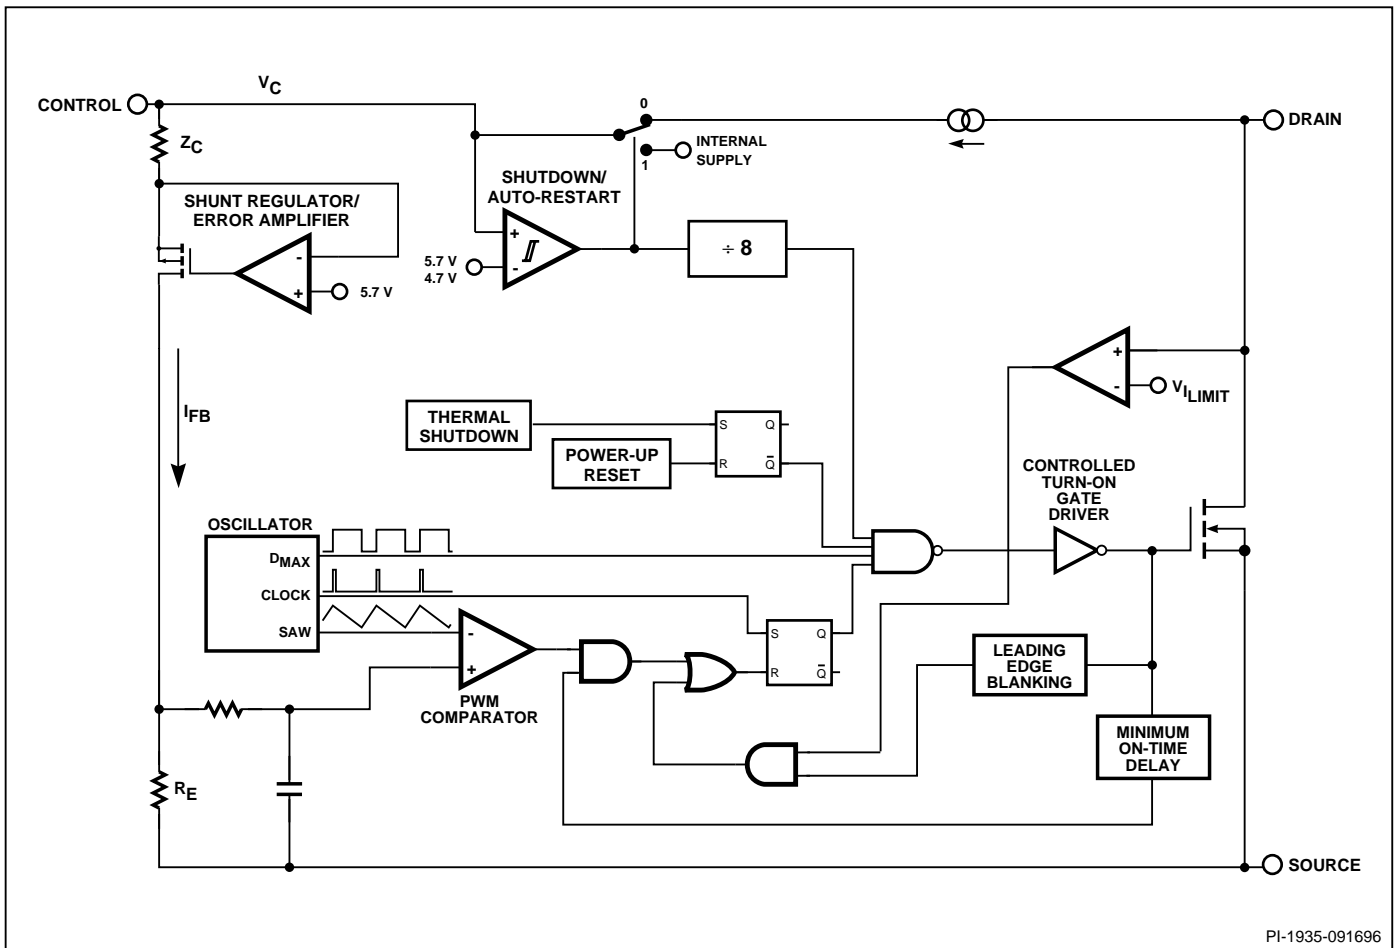 V_C
CONTROL
0
DRAIN
Z_C
INTERNAL
SUPPLY
1
SHUTDOWN/
AUTO-RESTART
SHUNT REGULATOR/
ERROR AMPLIFIER
+
-
5.7 V
4.7 V
÷ 8
-
+
5.7 V
+
-
V_I_LIMIT
I_FB
THERMAL
SHUTDOWN
S
Q
POWER-UP
RESET
R
Q̅
CONTROLLED
TURN-ON
GATE
DRIVER
OSCILLATOR
D_MAX
CLOCK
SAW
-
+
PWM
COMPARATOR
S
Q
R
Q̅
LEADING
EDGE
BLANKING
MINIMUM
ON-TIME
DELAY
R_E
SOURCE
PI-1935-091696